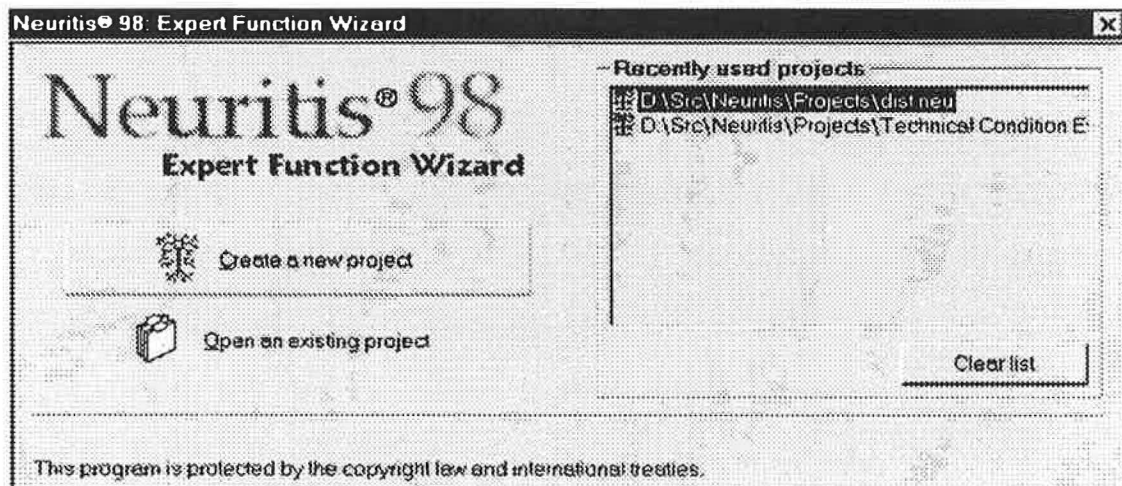 Neuritis® 98: Expert Function Wizard
Neuritis® 98
Expert Function Wizard
Create a new project
Open an existing project
Recently used projects
D:\Src\Neuritis\Projects\dist.neu
D:\Src\Neuritis\Projects\Technical Condition E
Clear list
This program is protected by the copyright law and international treaties.